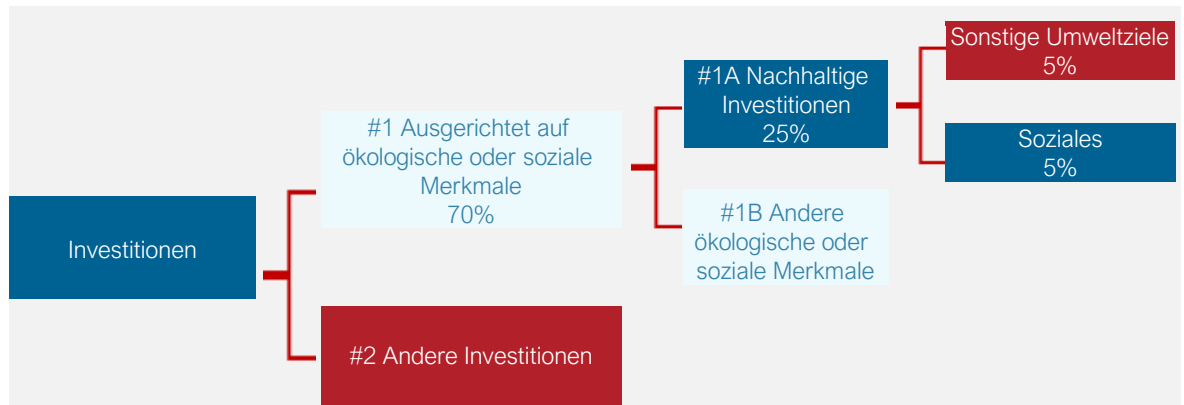 Investitionen
#1 Ausgerichtet auf
ökologische oder soziale
Merkmale
70%
#2 Andere Investitionen
#1A Nachhaltige
Investitionen
25%
#1B Andere
ökologische oder
soziale Merkmale
Sonstige Umweltziele
5%
Soziales
5%